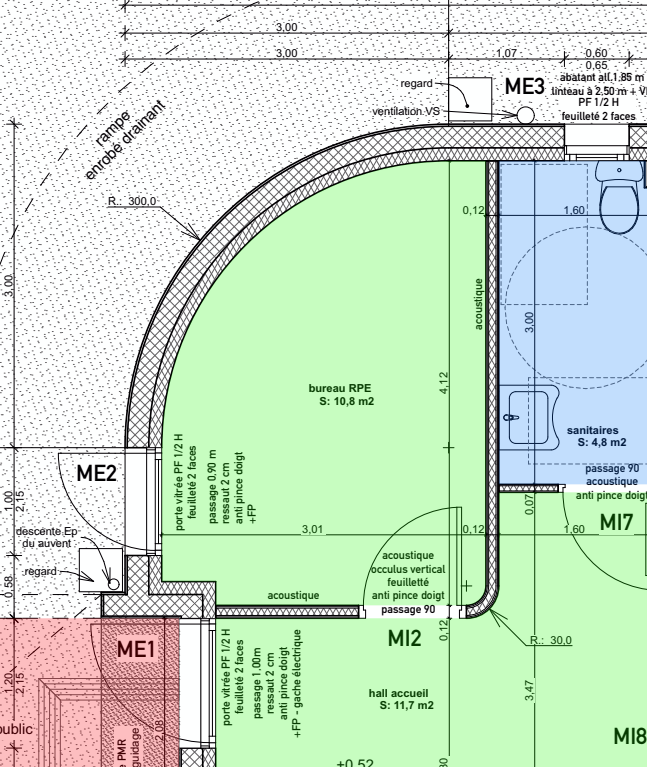 3,00
3,00
1,07
0,60
0,65
regard
ME3
abatant all.1,85 m
linteau à 2,50 m + V
PF 1/2 H
feuilleté 2 faces
ventilation VS
rampe
enrobé drainant
R.: 300,0
0,12
1,60
3,00
acoustique
3,00
4,12
bureau RPE
S: 10,8 m2
sanitaires
S: 4,8 m2
passage 90
acoustique
anti pince doigt
ME2
porte vitrée PF 1/2 H
feuilleté 2 faces
passage 0,90 m
ressaut 2 cm
anti pince doigt
+FP
1,00
2,15
0,07
MI7
descente Ep
du auvent
3,01
0,12
1,60
regard
acoustique
occulus vertical
feuilletté
anti pince doigt
0,58
acoustique
passage 90
ME1
MI2
0,12
R.: 30,0
porte vitrée PF 1/2 H
feuilleté 2 faces
passage 1,00m
ressaut 2 cm
anti pince doigt
+FP - gache électrique
1,20
2,15
hall accueil
S: 11,7 m2
3,47
public
PMR
guidage
2,08
MI8
+0,52